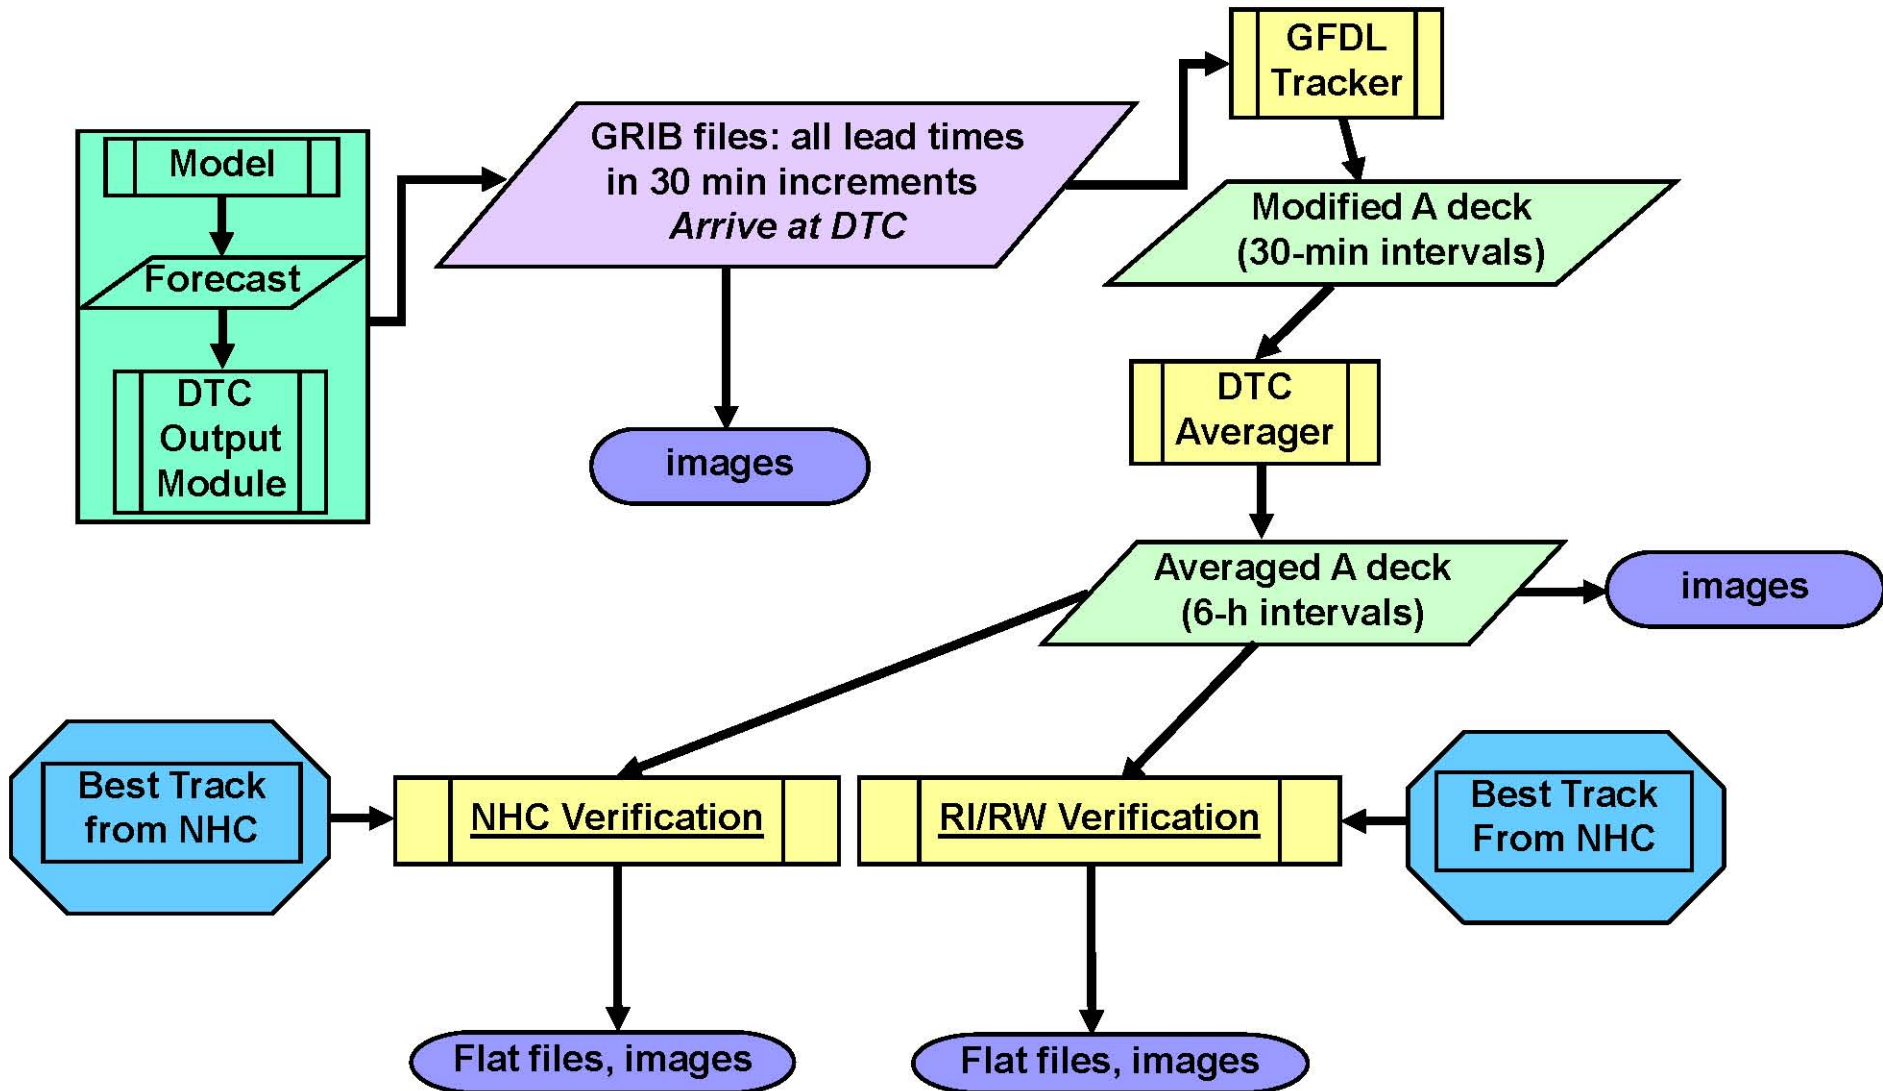 Model
Forecast
DTC
Output
Module
GRIB files: all lead times
in 30 min increments
Arrive at DTC
images
GFDL
Tracker
Modified A deck
(30-min intervals)
DTC
Averager
Averaged A deck
(6-h intervals)
images
Best Track
from NHC
NHC Verification
RI/RW Verification
Best Track
From NHC
Flat files, images
Flat files, images